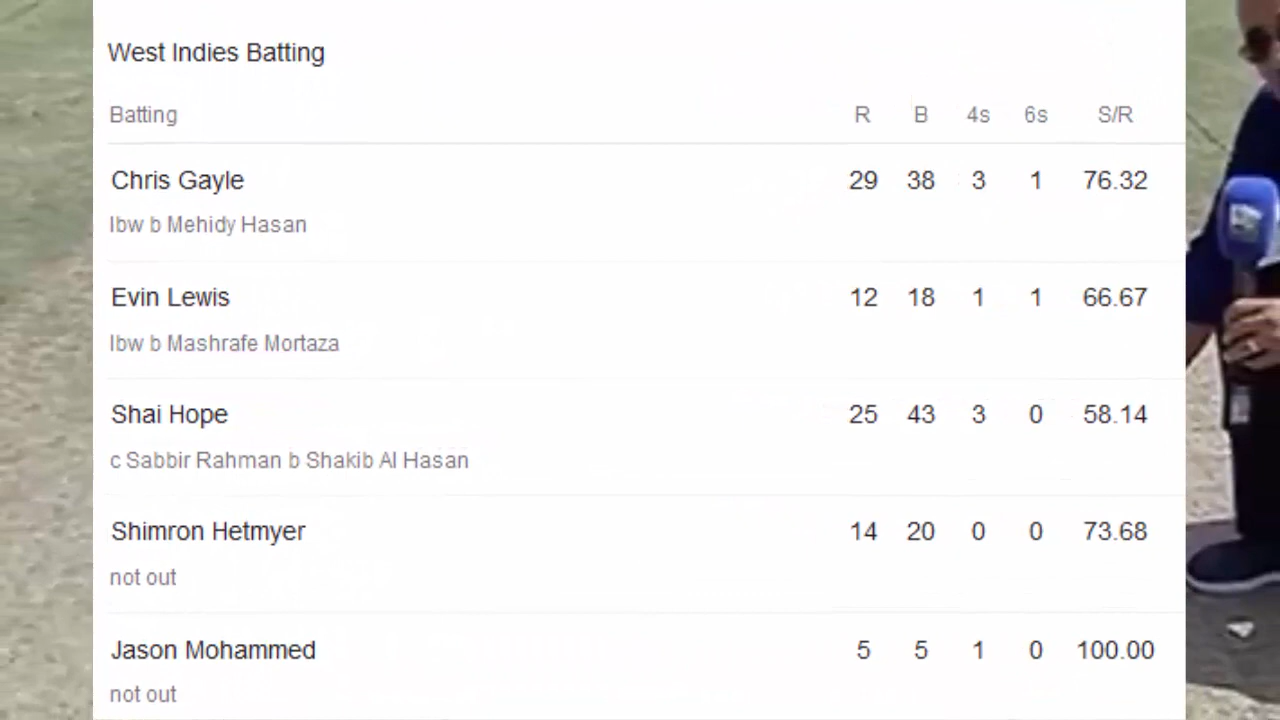 West Indies Batting
Batting R B 4s 6s S/R
Chris Gayle 29 38 3 1 76.32
lbw b Mehidy Hasan
Evin Lewis 12 18 1 1 66.67
lbw b Mashrafe Mortaza
Shai Hope 25 43 3 0 58.14
c Sabbir Rahman b Shakib Al Hasan
Shimron Hetmyer 14 20 0 0 73.68
not out
Jason Mohammed 5 5 1 0 100.00
not out